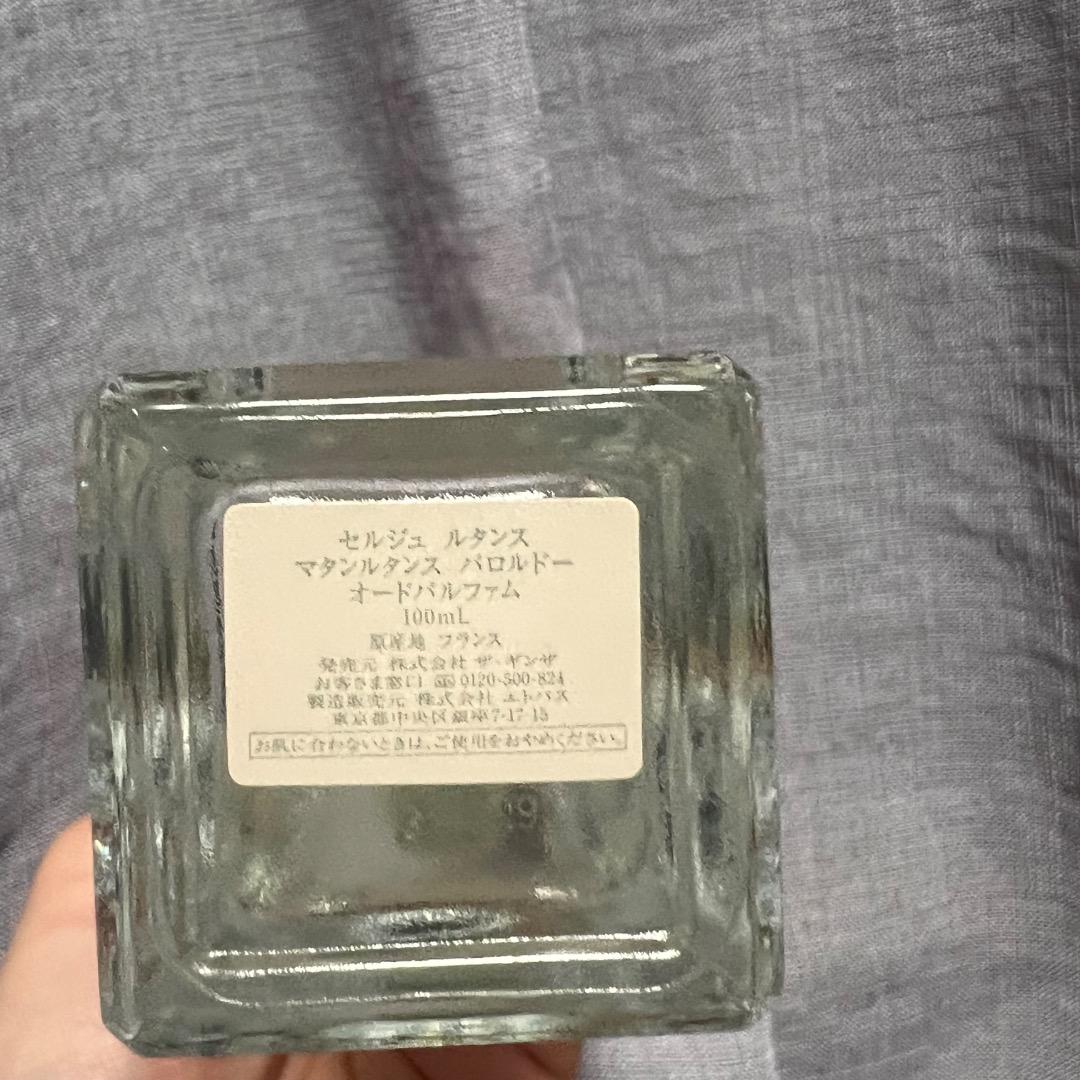 セルジュ ルタンス
マタンルタンス パロルドー
オードパルファム
100mL
原産地 フランス
発売元 株式会社 ザ・ギンザ
お客さま窓口 0120-500-824
製造販売元 株式会社 エトバス
東京都中央区銀座7-17-15
お肌に合わないときは、ご使用をおやめください。